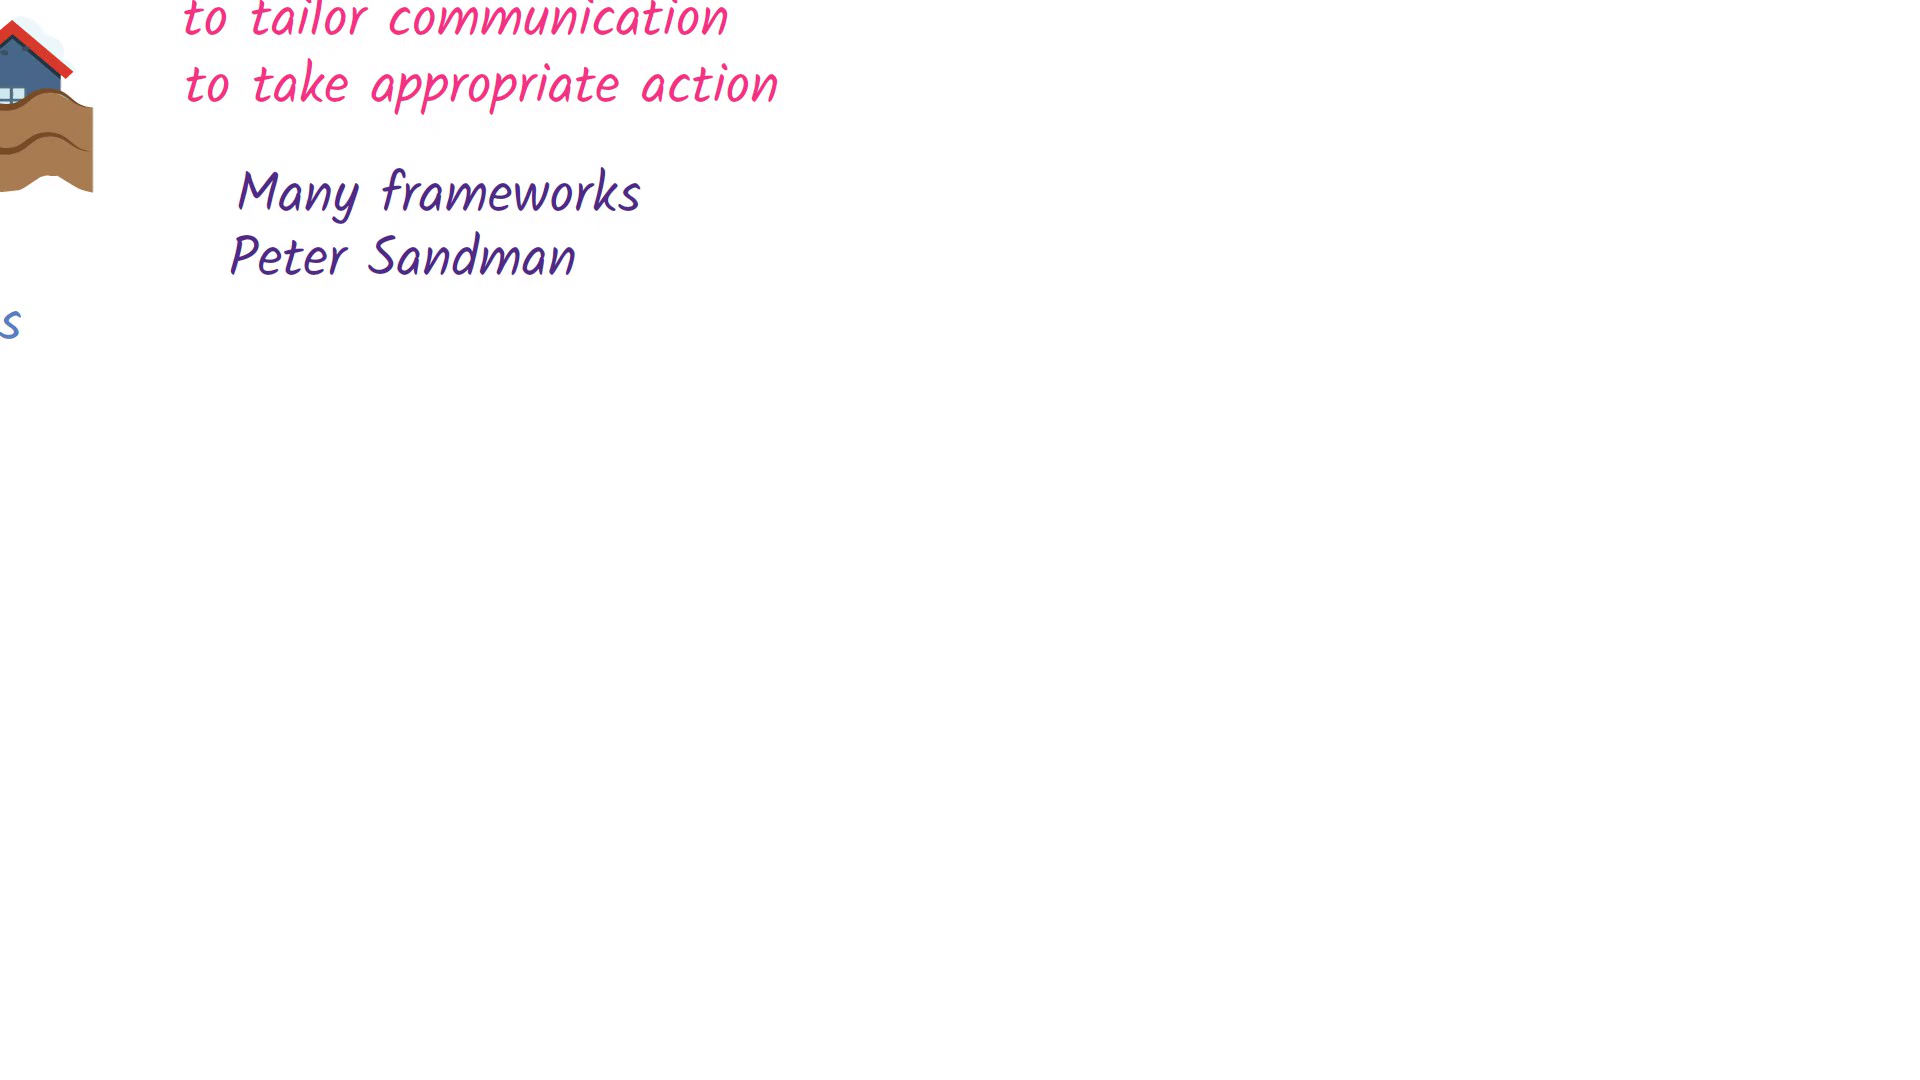 to tailor communication
to take appropriate action
Many frameworks
Peter Sandman
s